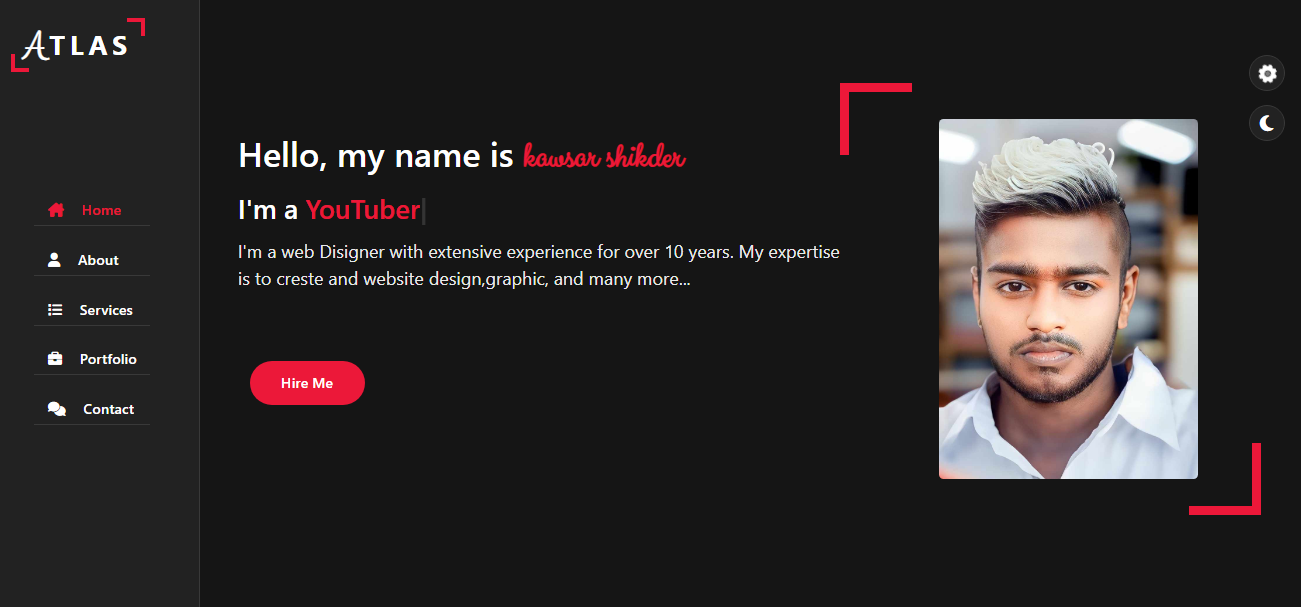 ATLAS
Home
About
Services
Portfolio
Contact
Hello, my name is kawsar shikder
I'm a YouTuber
I'm a web Disigner with extensive experience for over 10 years. My expertise
is to creste and website design,graphic, and many more...
Hire Me